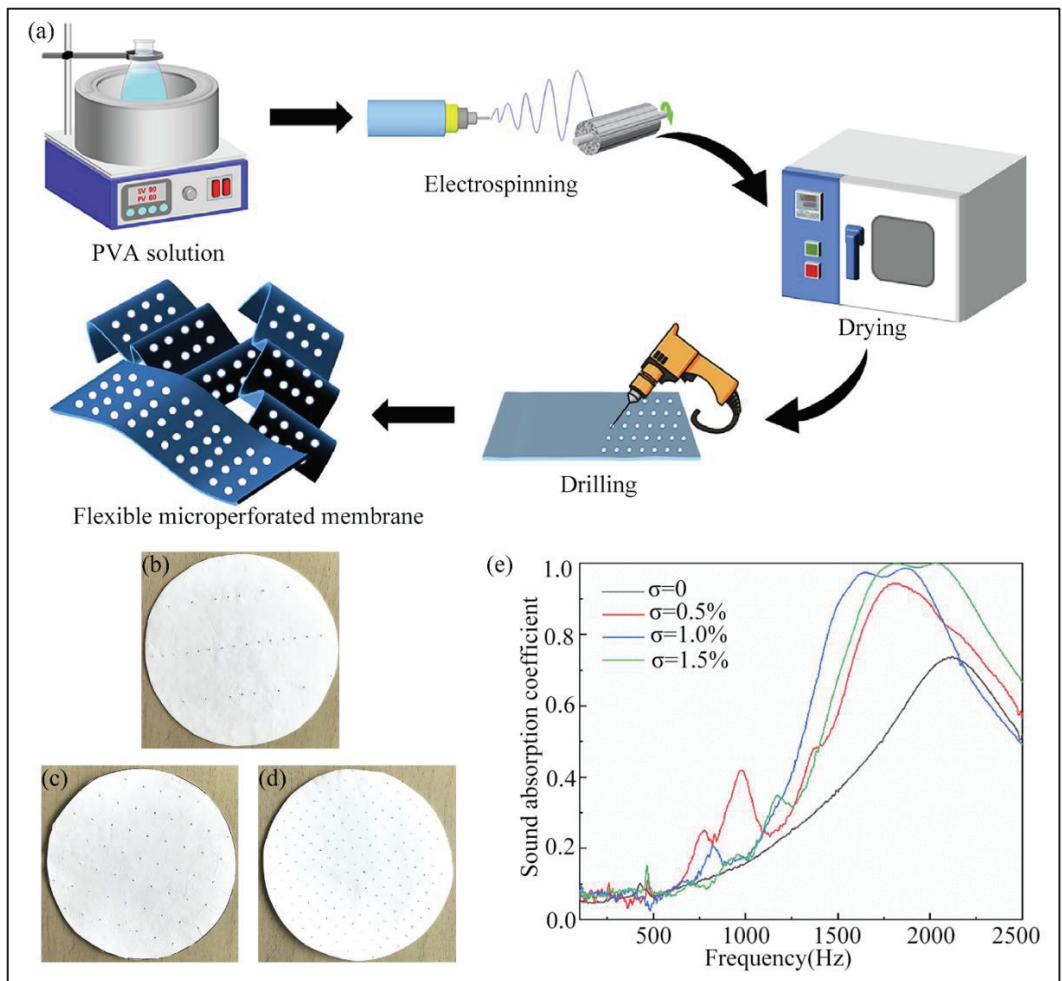 (a)
SV 80
PV 80
PVA solution
Electrospinning
Drying
Drilling
Flexible microperforated membrane
(b)
(c)
(d)
(e)
Sound absorption coefficient
1.0
0.8
0.6
0.4
0.2
0.0
σ=0
σ=0.5%
σ=1.0%
σ=1.5%
500
1000
1500
2000
2500
Frequency(Hz)